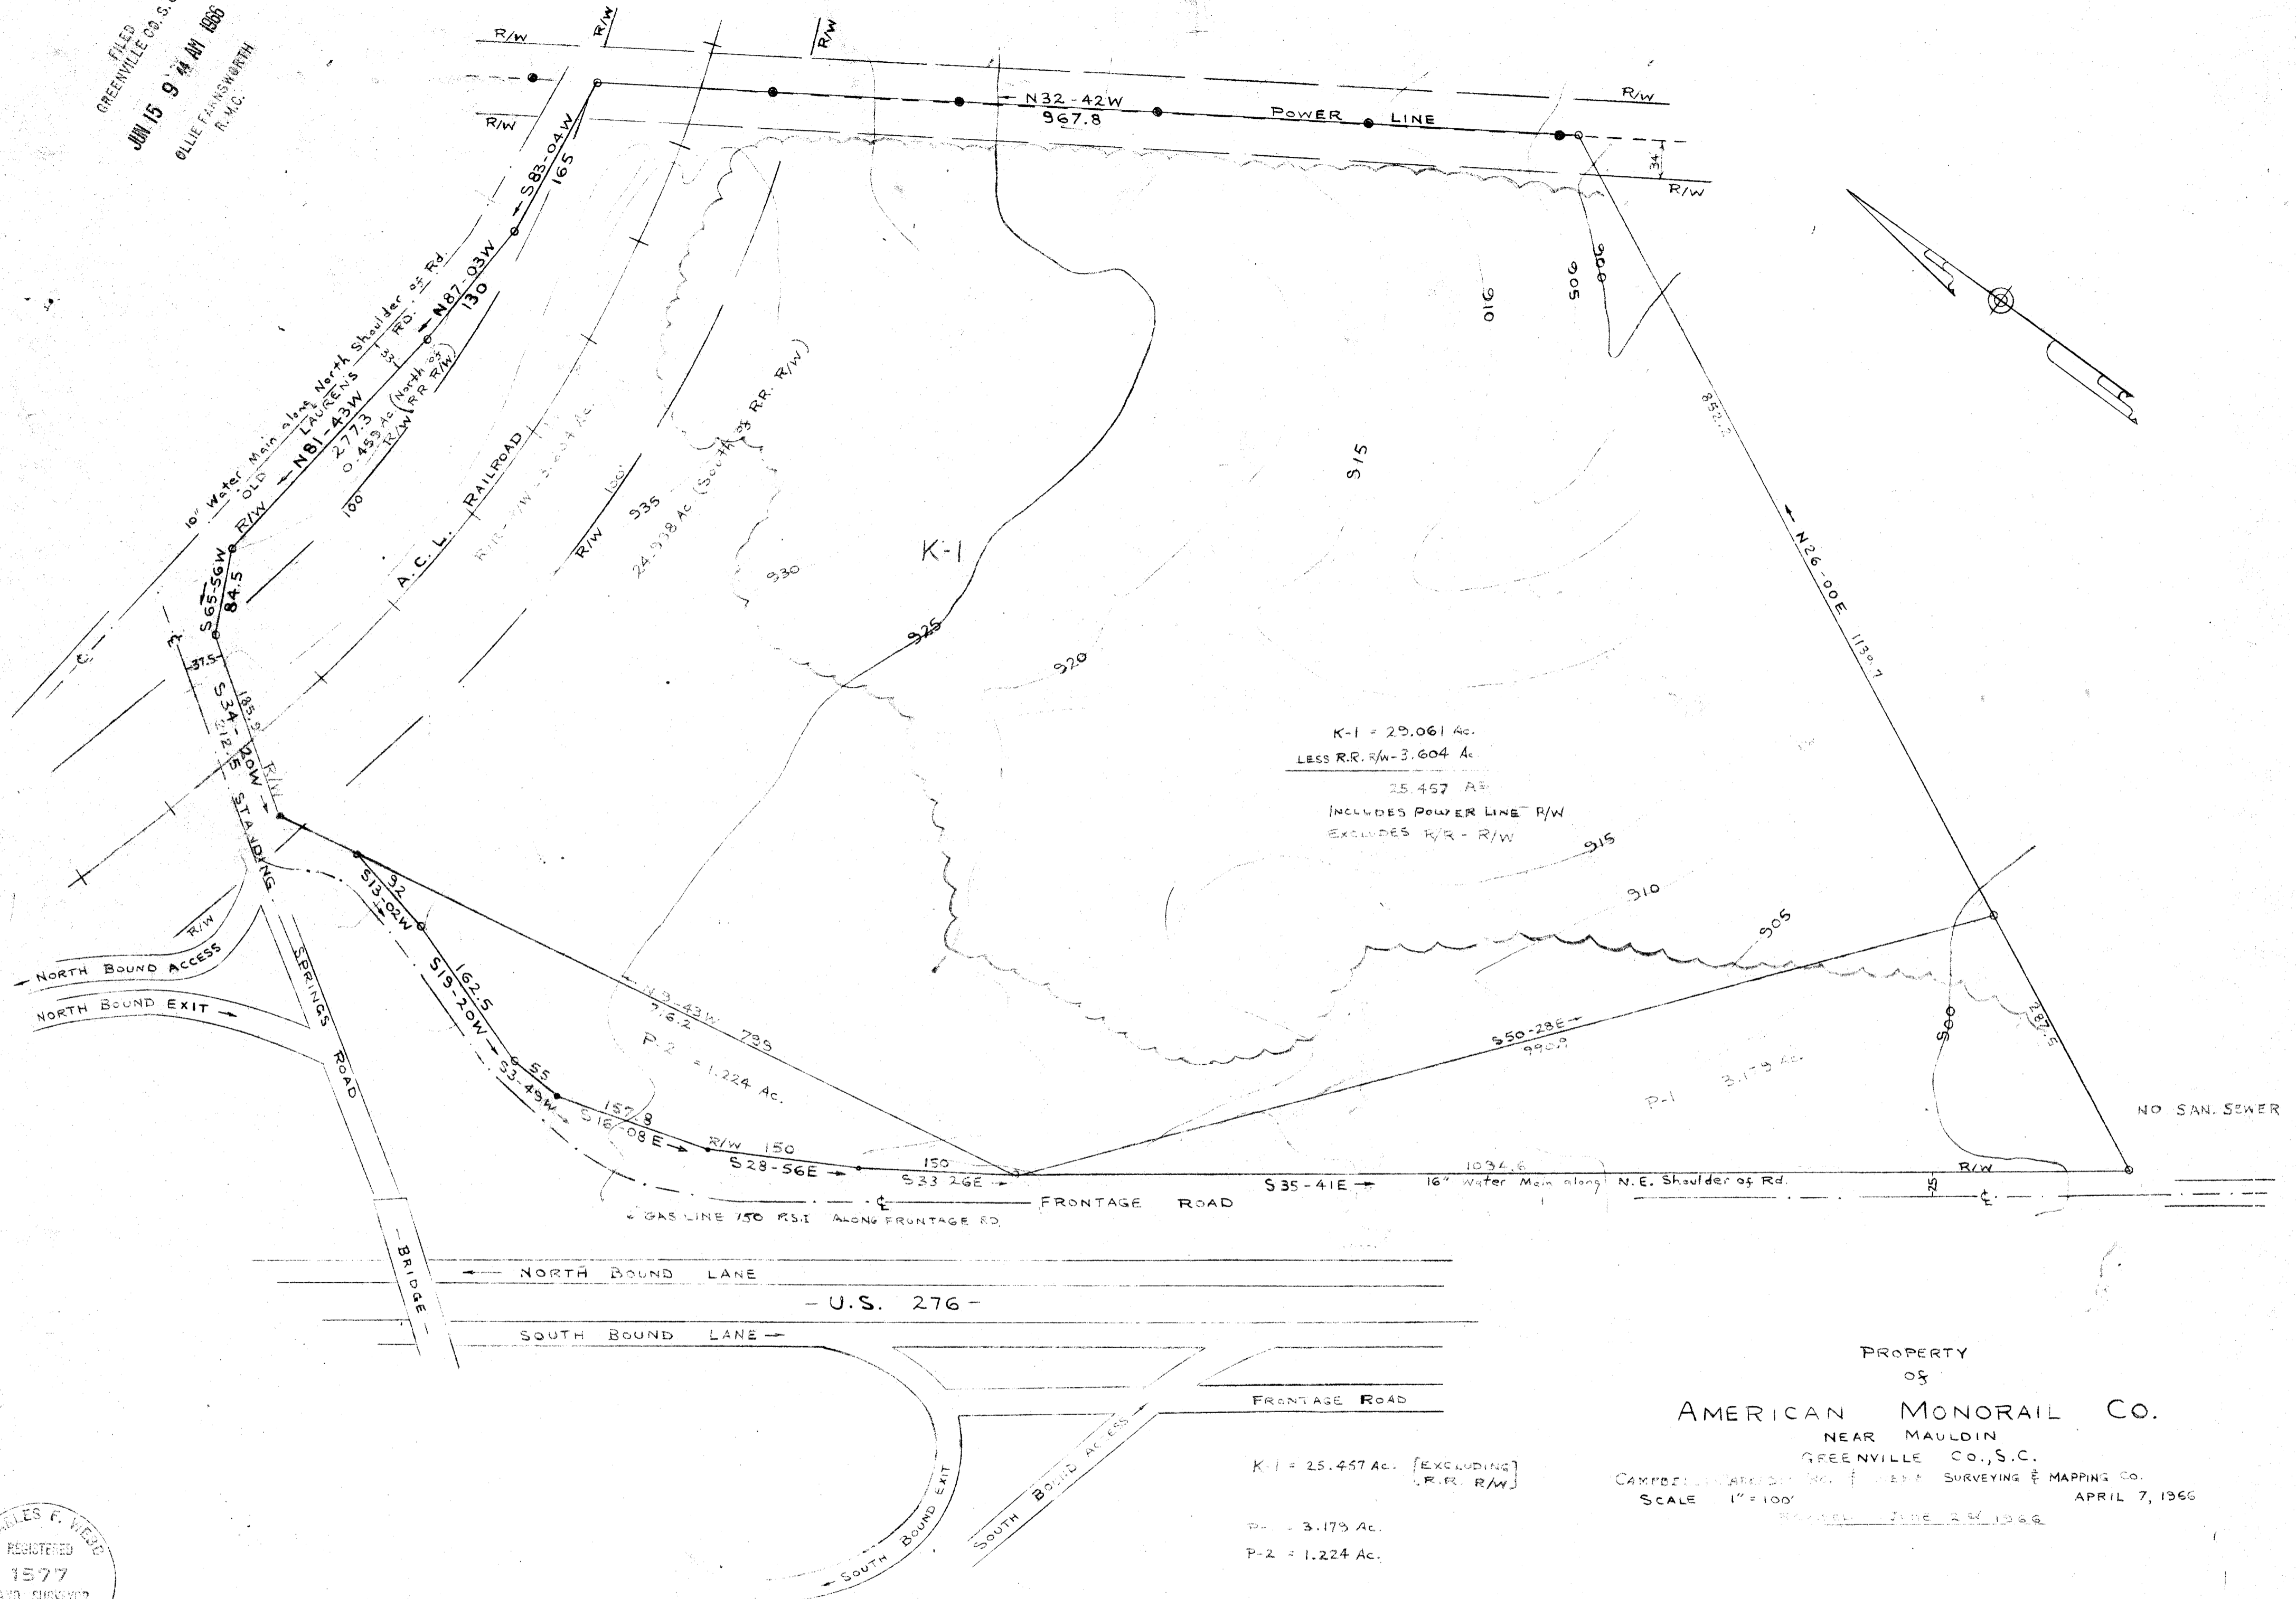 FILED
GREENVILLE CO. S.
JUN 15 9 44 AM 1966
OLLIE FARNSWORTH
R.M.C.
R/W
R/W
R/W
R/W
R/W
R/W
N32-42W
967.8
POWER LINE
34
S83-04W
165
N87-03W
130
10" Water Main along North Shoulder of Rd.
OLD LAURENS RD.
33
N81-43W
277.3
0.459 Ac. (North of RR R/W)
R/W
R/W
100'
S65-56W
84.5
37.5
185.9
S34-20W
212.5
R/W
A. C. L. RAILROAD
R/W 100'
24.998 Ac (South of R.R. R/W)
935
930
925
920
915
910
905
900
K-1
852.2
N26-00E 1139.7
287.5
K-1 = 29.061 Ac.
LESS R.R. R/W-3.604 Ac.
25.457 Ac
INCLUDES POWER LINE R/W
EXCLUDES R/R - R/W
915
910
905
900
STANDING SPRINGS ROAD
R/W
NORTH BOUND ACCESS
NORTH BOUND EXIT
92
S13-02W
162.5
S19-20W
55
S3-49W
157.8
S16-08E
R/W 150
S28-56E
150
S33 26E
N 9-43W 799
P-2 = 1.224 Ac.
S50-28E
990.9
P-1 3.179 Ac.
NO SAN. SEWER
1034.6
S35-41E
16" Water Main along N.E. Shoulder of Rd.
R/W
25
FRONTAGE ROAD
GAS LINE 150 P.S.I ALONG FRONTAGE RD.
- BRIDGE -
NORTH BOUND LANE
- U.S. 276 -
SOUTH BOUND LANE
FRONTAGE ROAD
SOUTH BOUND ACCESS
SOUTH BOUND EXIT
K-1 = 25.457 Ac. [EXCLUDING R.R. R/W]
3.179 Ac.
P-2 = 1.224 Ac.
PROPERTY
of
AMERICAN MONORAIL CO.
NEAR MAULDIN
GREENVILLE CO., S.C.
SURVEYING & MAPPING CO.
SCALE 1" = 100'
APRIL 7, 1966
1966
F. WEBB
REGISTERED
1577
SURVEYOR